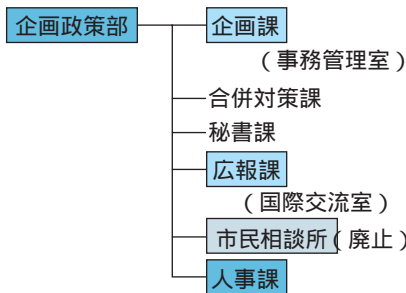 企画政策部
企画課
(事務管理室)
合併対策課
秘書課
広報課
(国際交流室)
市民相談所(廃止)
人事課